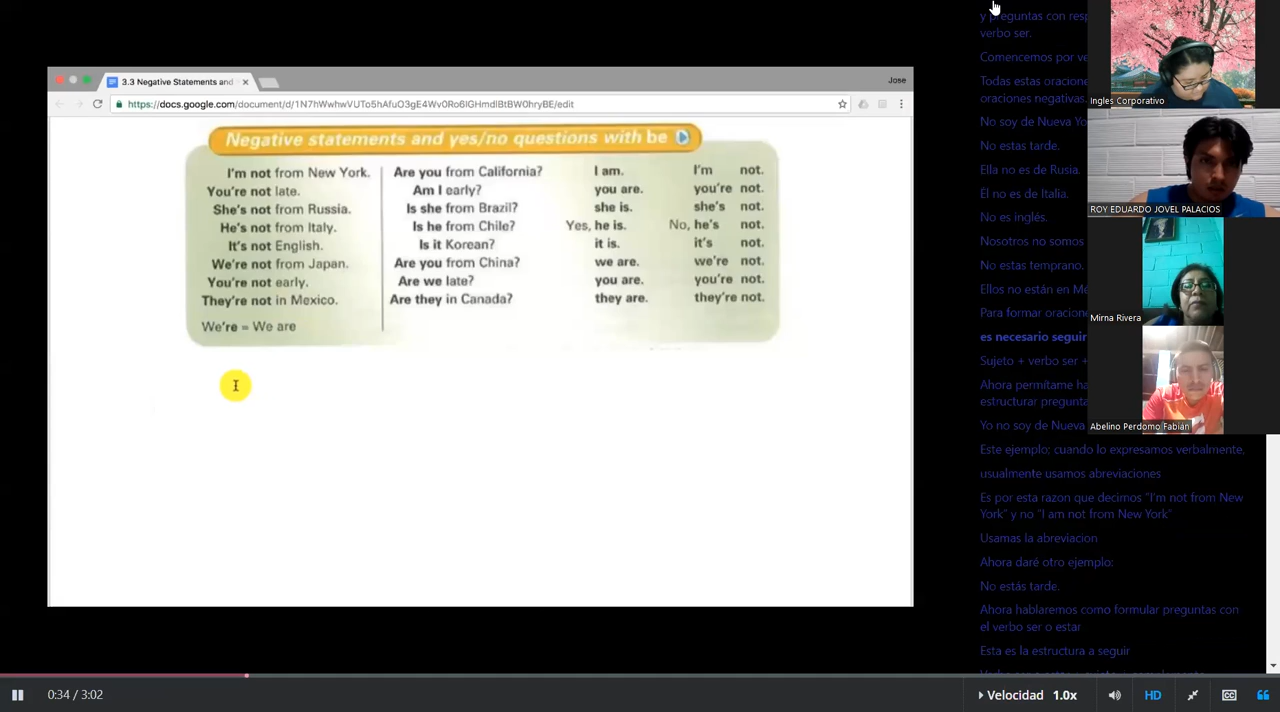 3.3 Negative Statements and
Jose
https://docs.google.com/document/d/1N7hWwhwVUTo5hAfuO3gE4Wv0Ro6lGHmdlBtBW0hryBE/edit
Negative statements and yes/no questions with be
I'm not from New York.
You're not late.
She's not from Russia.
He's not from Italy.
It's not English.
We're not from Japan.
You're not early.
They're not in Mexico.
We're = We are
Are you from California?
Am I early?
Is she from Brazil?
Is he from Chile?
Is it Korean?
Are you from China?
Are we late?
Are they in Canada?
I am.
you are.
she is.
Yes, he is.
it is.
we are.
you are.
they are.
I'm not.
you're not.
she's not.
No, he's not.
it's not.
we're not.
you're not.
they're not.
y preguntas con
verbo ser.
Comencemos por
Todas estas
oraciones negativas.
No soy de Nueva
No estas tarde.
Ella no es de Rusia.
Él no es de Italia.
No es inglés.
Nosotros no somos
No estas temprano.
Ellos no están en
Para formar
es necesario seguir
Sujeto + verbo ser +
Ahora permítame
estructurar
Yo no soy de Nueva
Este ejemplo; cuando lo expresamos verbalmente,
usualmente usamos abreviaciones
Es por esta razon que decimos "I'm not from New
York" y no "I am not from New York"
Usamas la abreviacion
Ahora daré otro ejemplo:
No estás tarde.
Ahora hablaremos como formular preguntas con
el verbo ser o estar
Esta es la estructura a seguir
Ingles Corporativo
ROY EDUARDO JOVEL PALACIOS
Mirna Rivera
Abelino Perdomo Fabián
0:34 / 3:02
Velocidad 1.0x
HD
CC